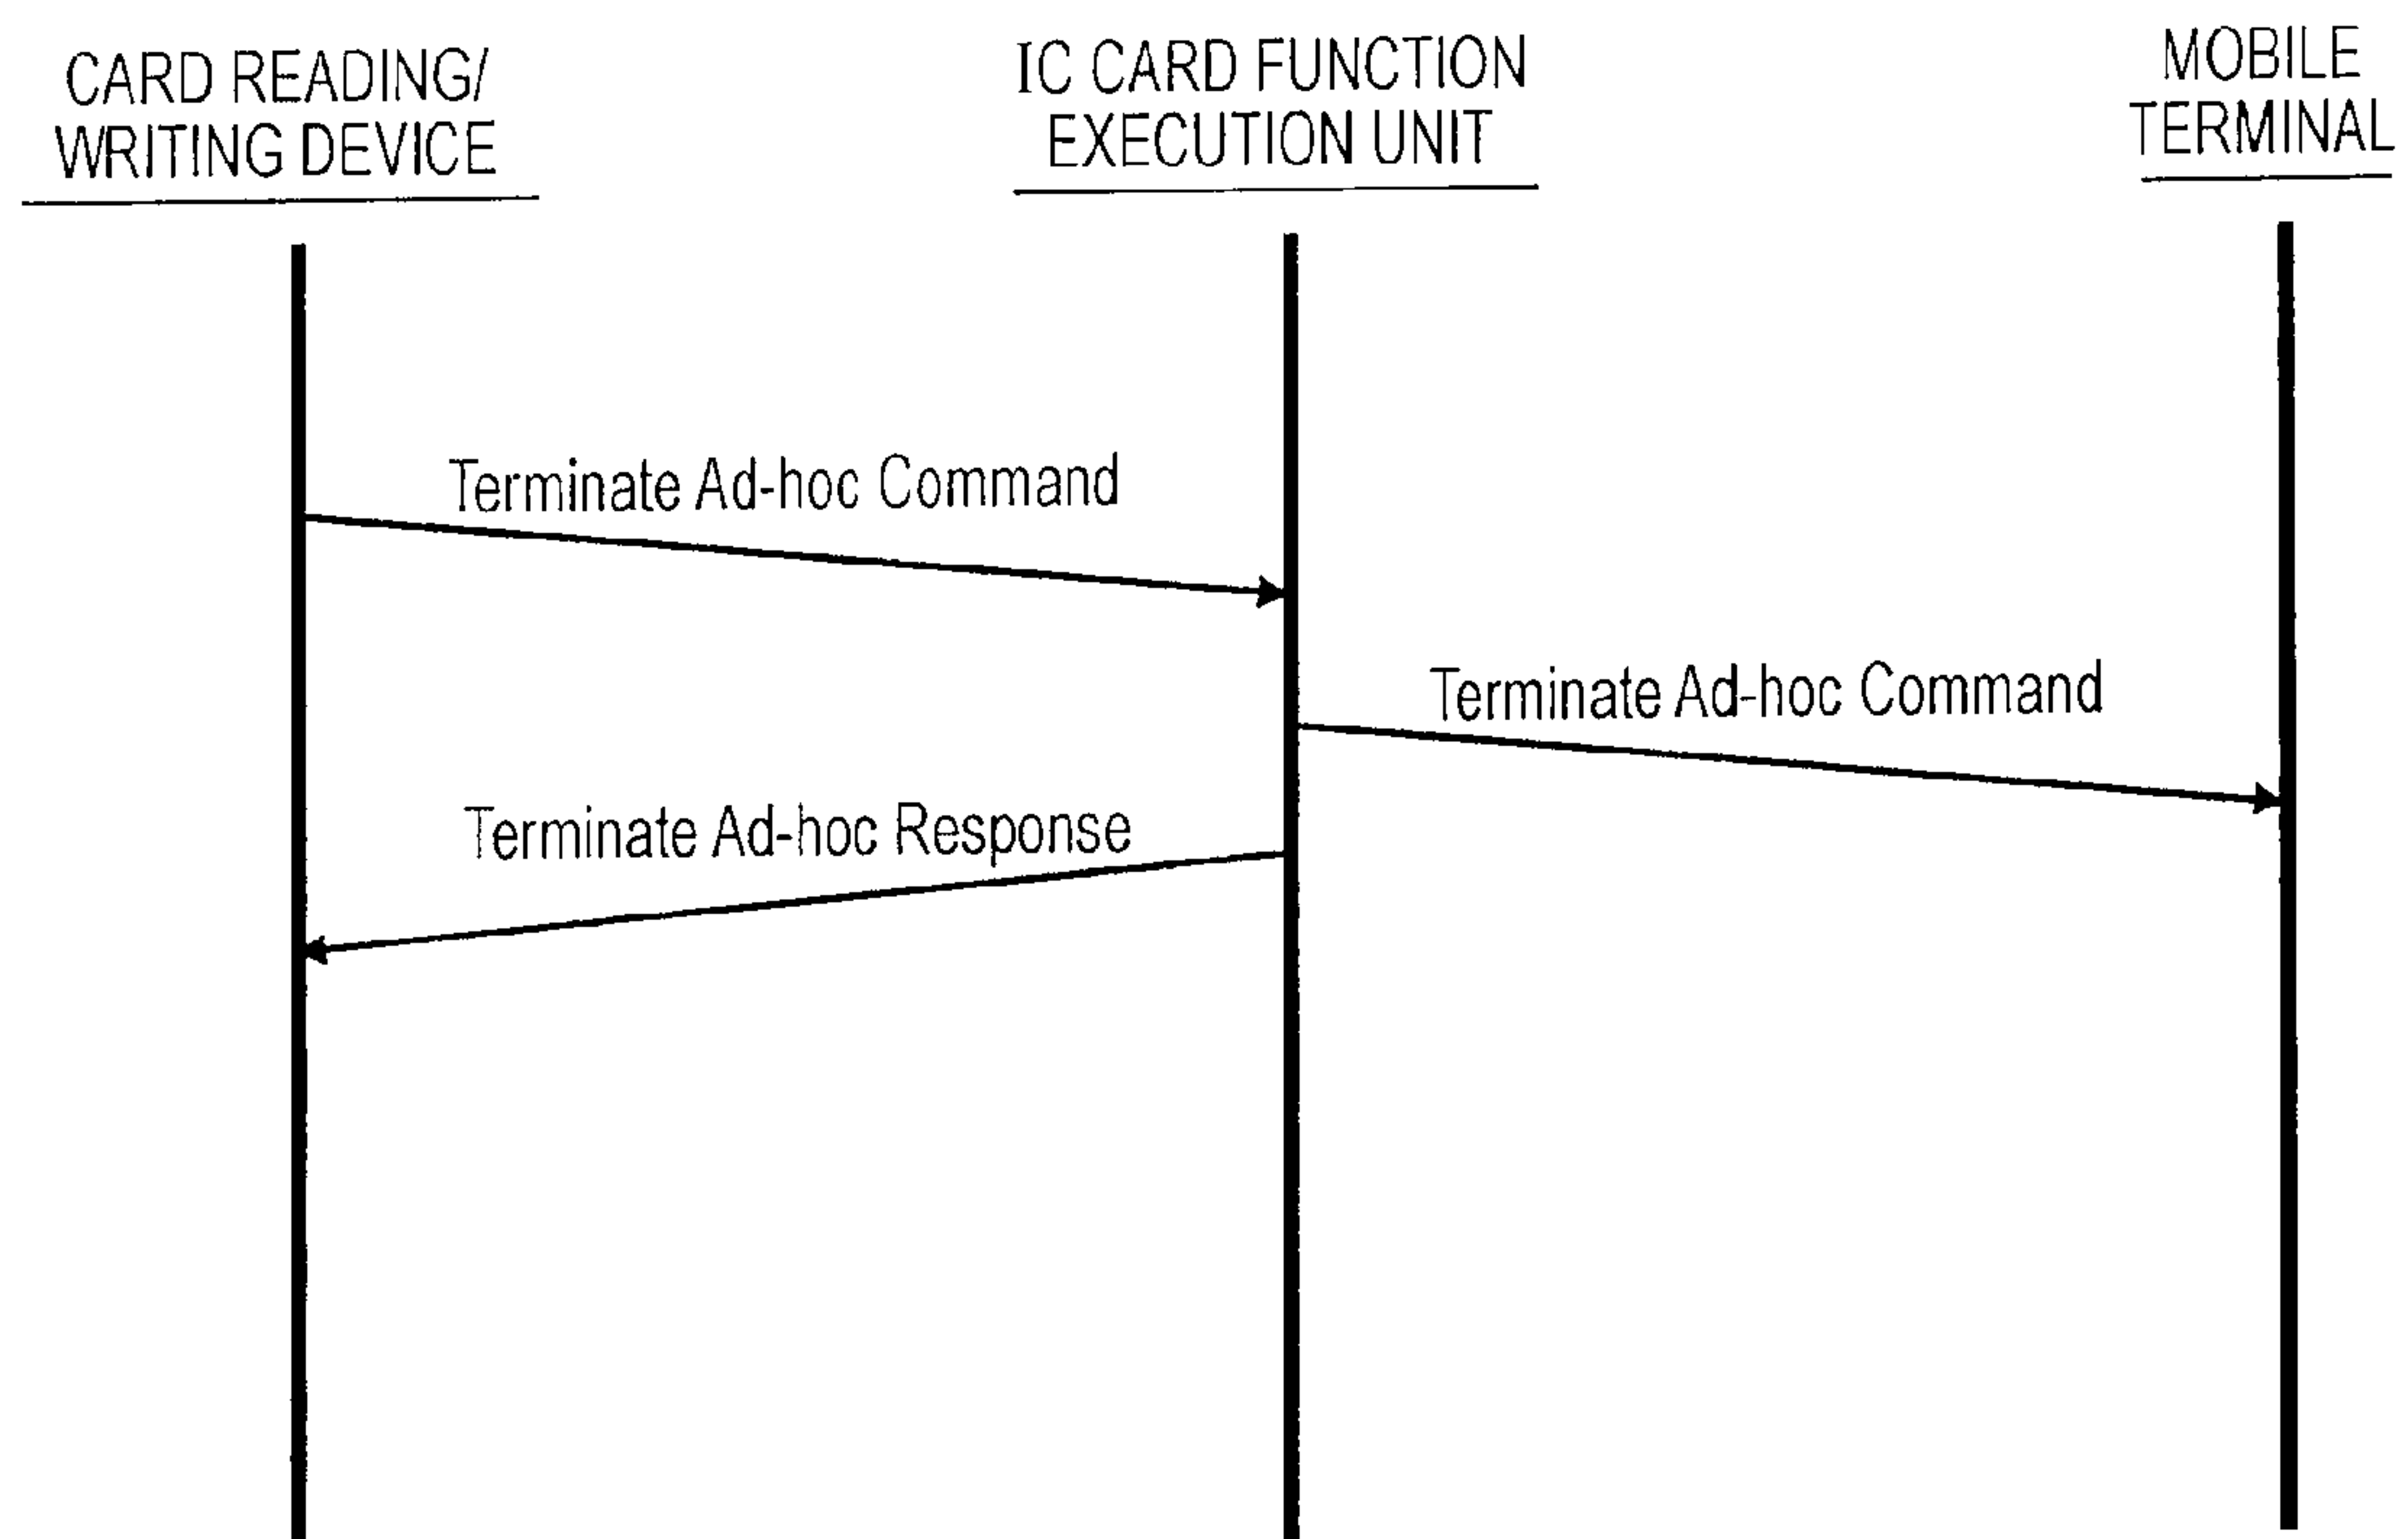 CARD READING/
WRITING DEVICE
IC CARD FUNCTION
EXECUTION UNIT
MOBILE
TERMINAL
Terminate Ad-hoc Command
Terminate Ad-hoc Command
Terminate Ad-hoc Response